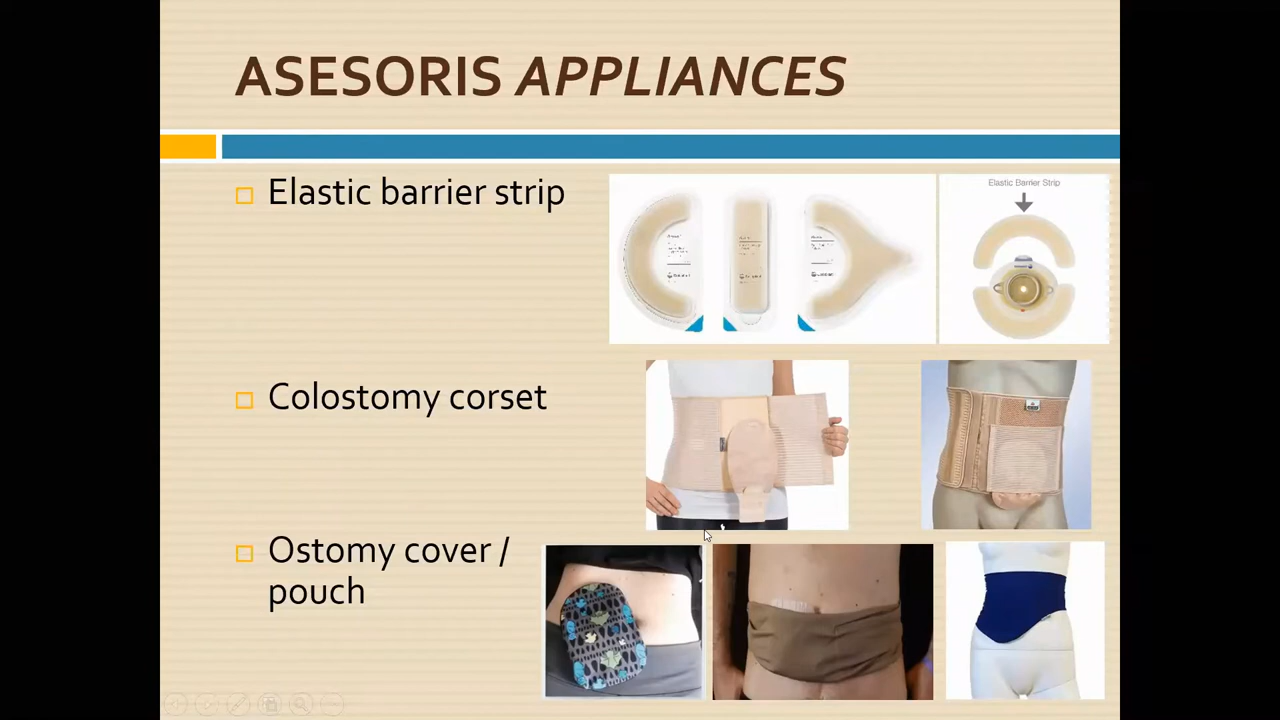 ASESORIS APPLIANCES
Elastic barrier strip
Elastic Barrier Strip
Colostomy corset
Ostomy cover /
pouch